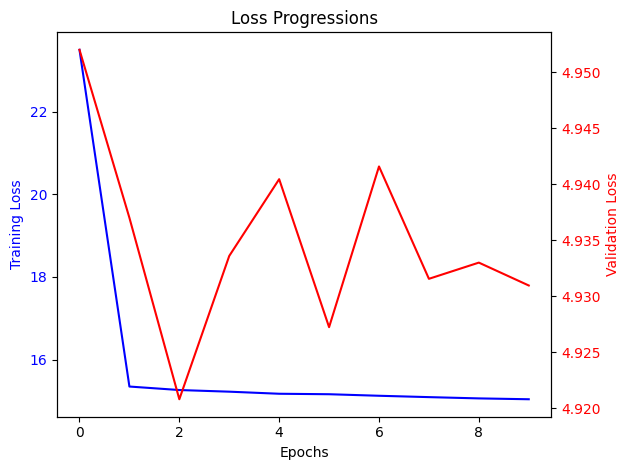 Loss Progressions
Training Loss
22
20
18
16
4.950
4.945
4.940
4.935
4.930
4.925
4.920
Validation Loss
0 2 4 6 8
Epochs